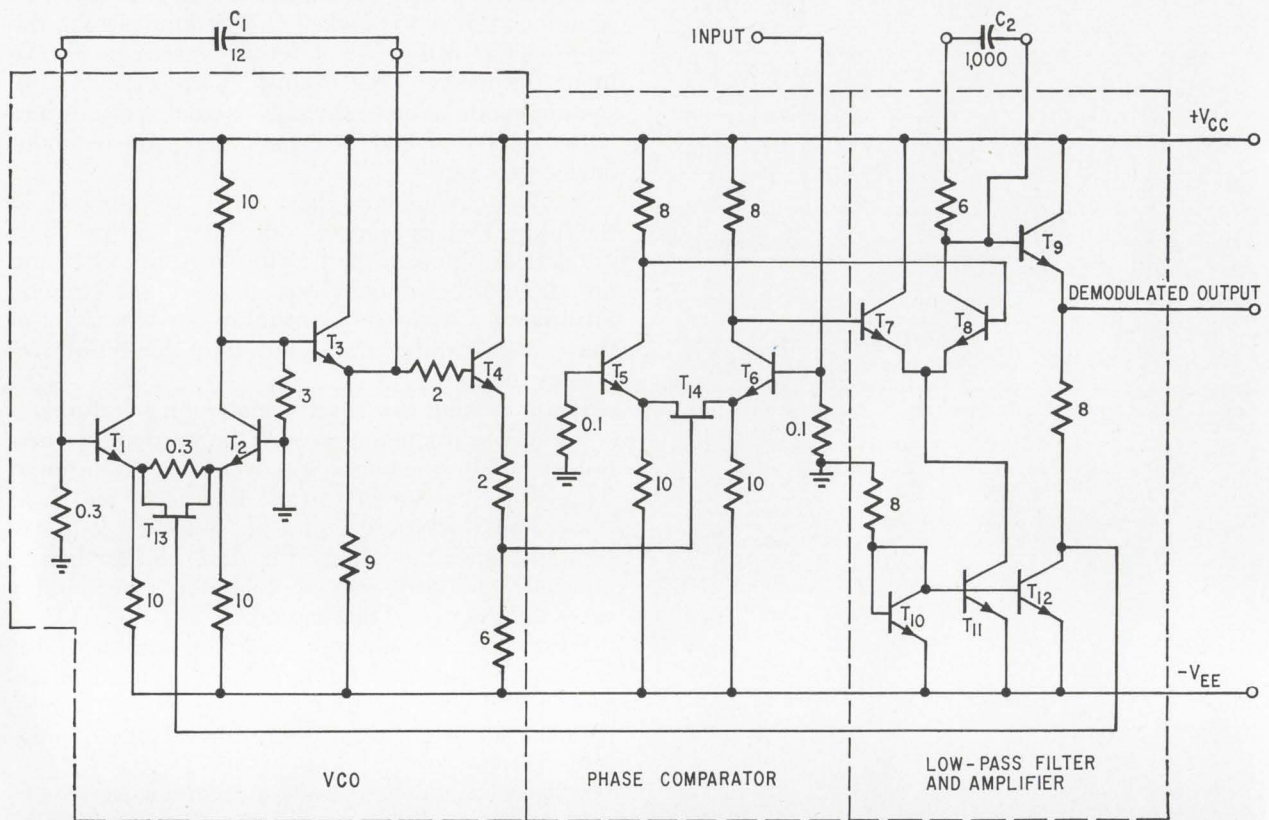 C1
12
INPUT
C2
1,000
+VCC
10
8
8
6
T9
DEMODULATED OUTPUT
T3
T7
T8
3
2
T4
T5
T14
T6
8
T1
0.3
T2
0.1
0.1
0.3
T13
2
10
10
8
9
10
10
T10
T11
T12
6
-VEE
VCO
PHASE COMPARATOR
LOW-PASS FILTER
AND AMPLIFIER